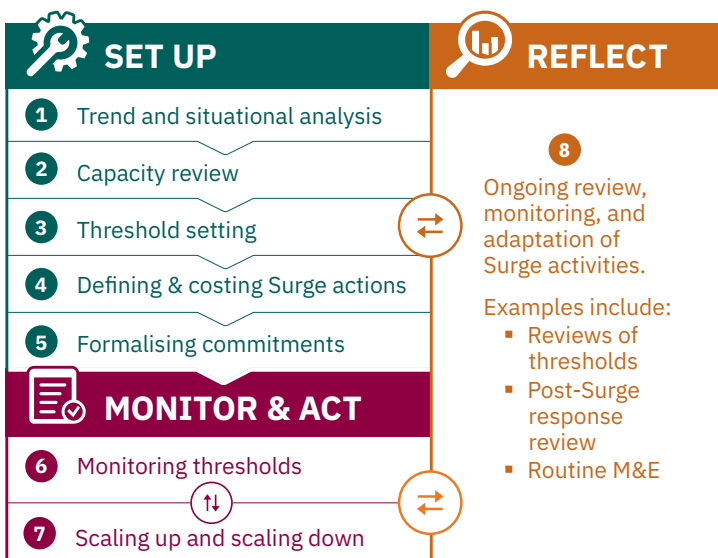 SET UP
1 Trend and situational analysis
2 Capacity review
3 Threshold setting
4 Defining & costing Surge actions
5 Formalising commitments
MONITOR & ACT
6 Monitoring thresholds
7 Scaling up and scaling down
REFLECT
8
Ongoing review,
monitoring, and
adaptation of
Surge activities.
Examples include:
▪ Reviews of
thresholds
▪ Post-Surge
response
review
▪ Routine M&E